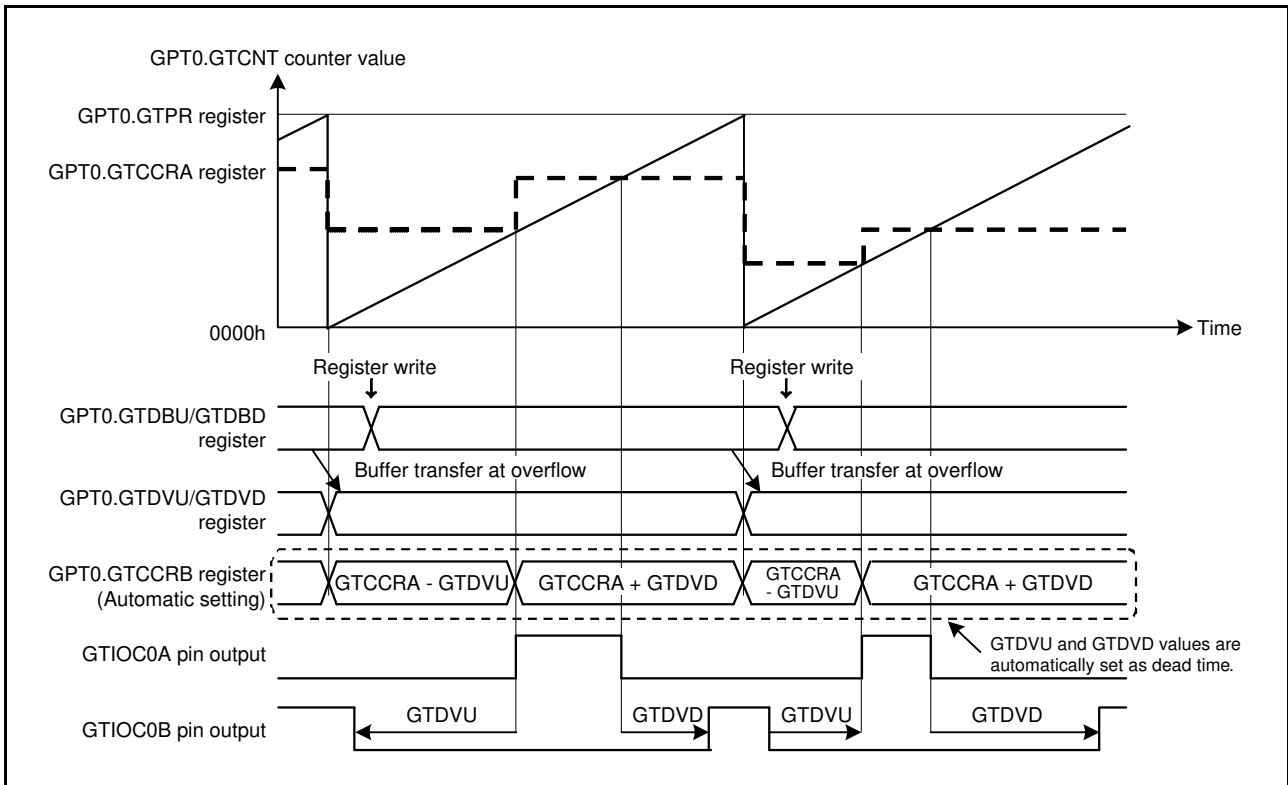 GPT0.GTCNT counter value
GPT0.GTPR register
GPT0.GTCCRA register
0000h
Time
Register write
Register write
GPT0.GTDBU/GTDBD
register
Buffer transfer at overflow
Buffer transfer at overflow
GPT0.GTDVU/GTDVD
register
GPT0.GTCCRB register
(Automatic setting)
GTCCRA - GTDVU
GTCCRA + GTDVD
GTCCRA
- GTDVU
GTCCRA + GTDVD
GTDVU and GTDVD values are
automatically set as dead time.
GTIOC0A pin output
GTIOC0B pin output
GTDVU
GTDVD
GTDVU
GTDVD